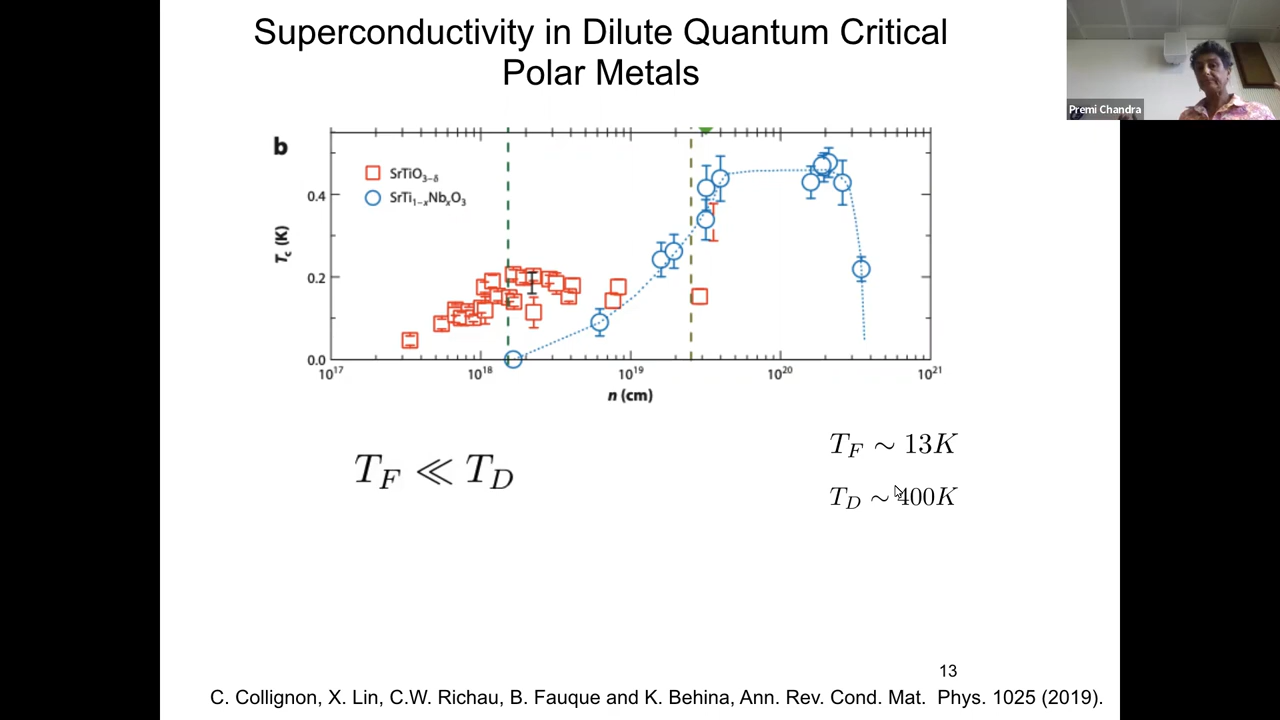 Superconductivity in Dilute Quantum Critical
Polar Metals
Premi Chandra
b
SrTiO₃₋δ
SrTi₁₋ₓNbₓO₃
0.4
0.2
0.0
T_c (K)
10¹⁷ 10¹⁸ 10¹⁹ 10²⁰ 10²¹
n (cm)
T_F ≪ T_D
T_F ∼ 13K
T_D ∼ 400K
13
C. Collignon, X. Lin, C.W. Richau, B. Fauque and K. Behina, Ann. Rev. Cond. Mat. Phys. 1025 (2019).